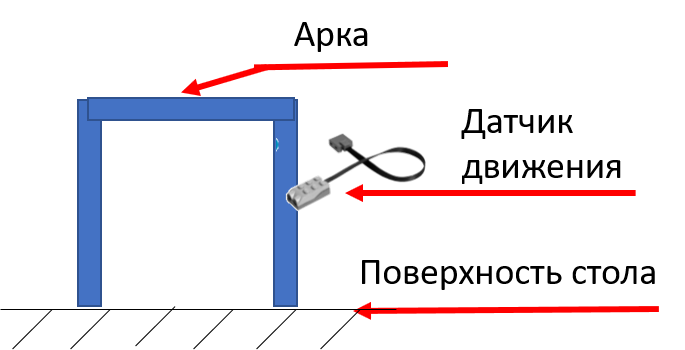 Арка
Датчик
движения
Поверхность стола